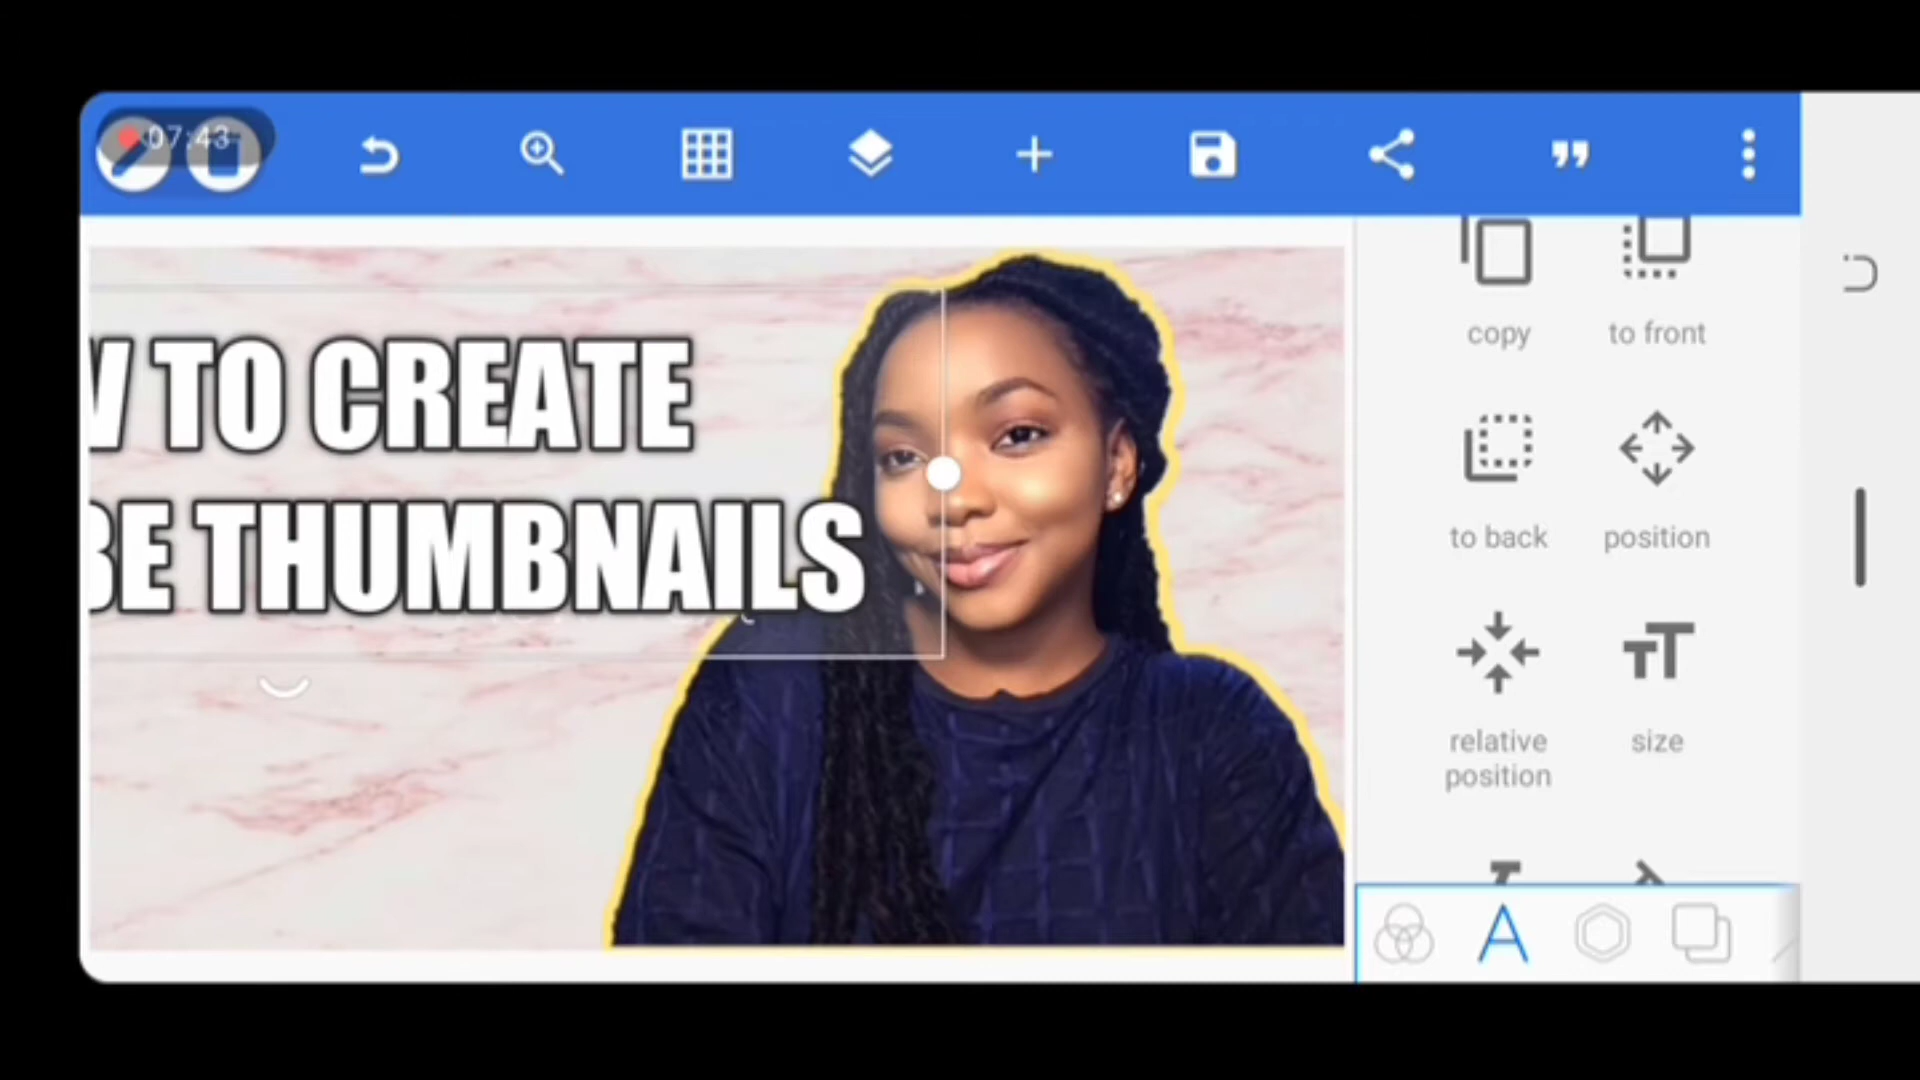 07:43
copy
to front
W TO CREATE
to back
position
BE THUMBNAILS
relative
position
size